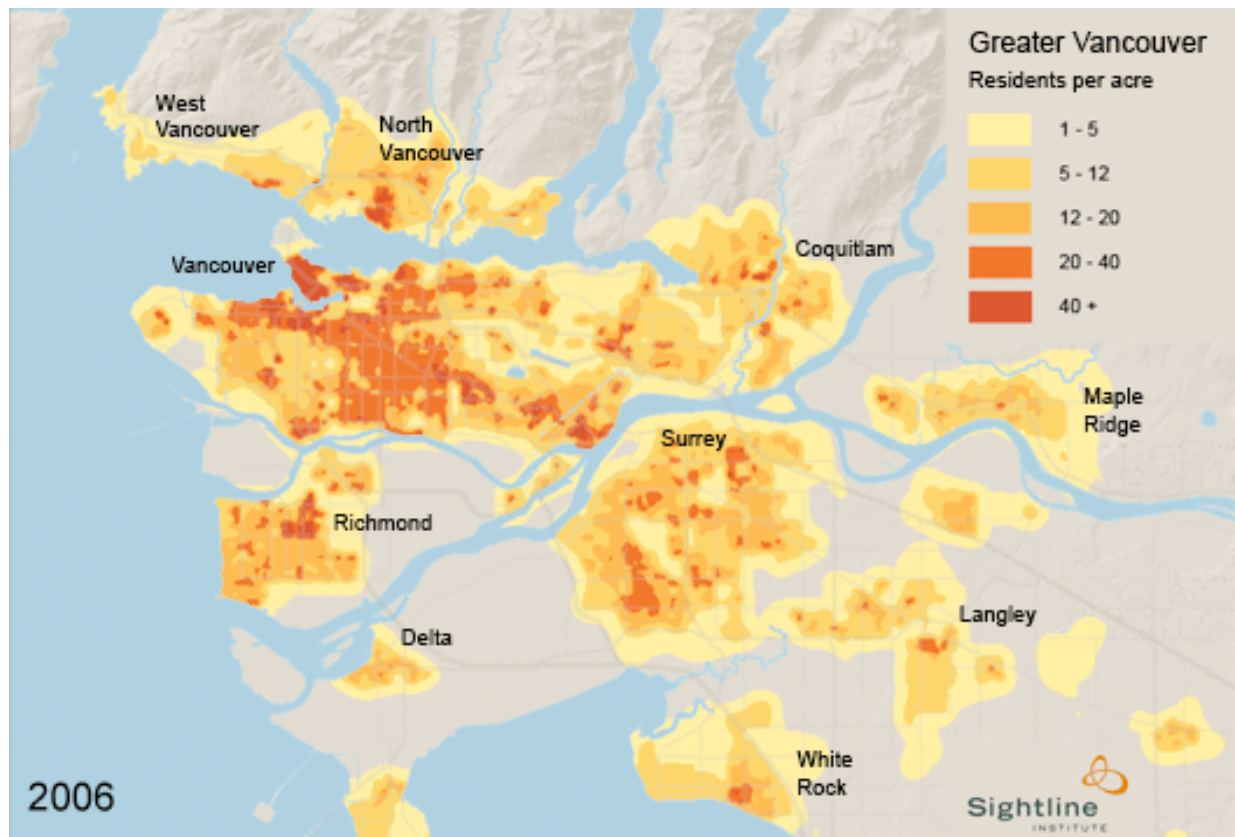 Greater Vancouver
Residents per acre
1 - 5
5 - 12
12 - 20
20 - 40
40 +
West
Vancouver
North
Vancouver
Vancouver
Coquitlam
Maple
Ridge
Surrey
Richmond
Langley
Delta
White
Rock
2006
Sightline
INSTITUTE